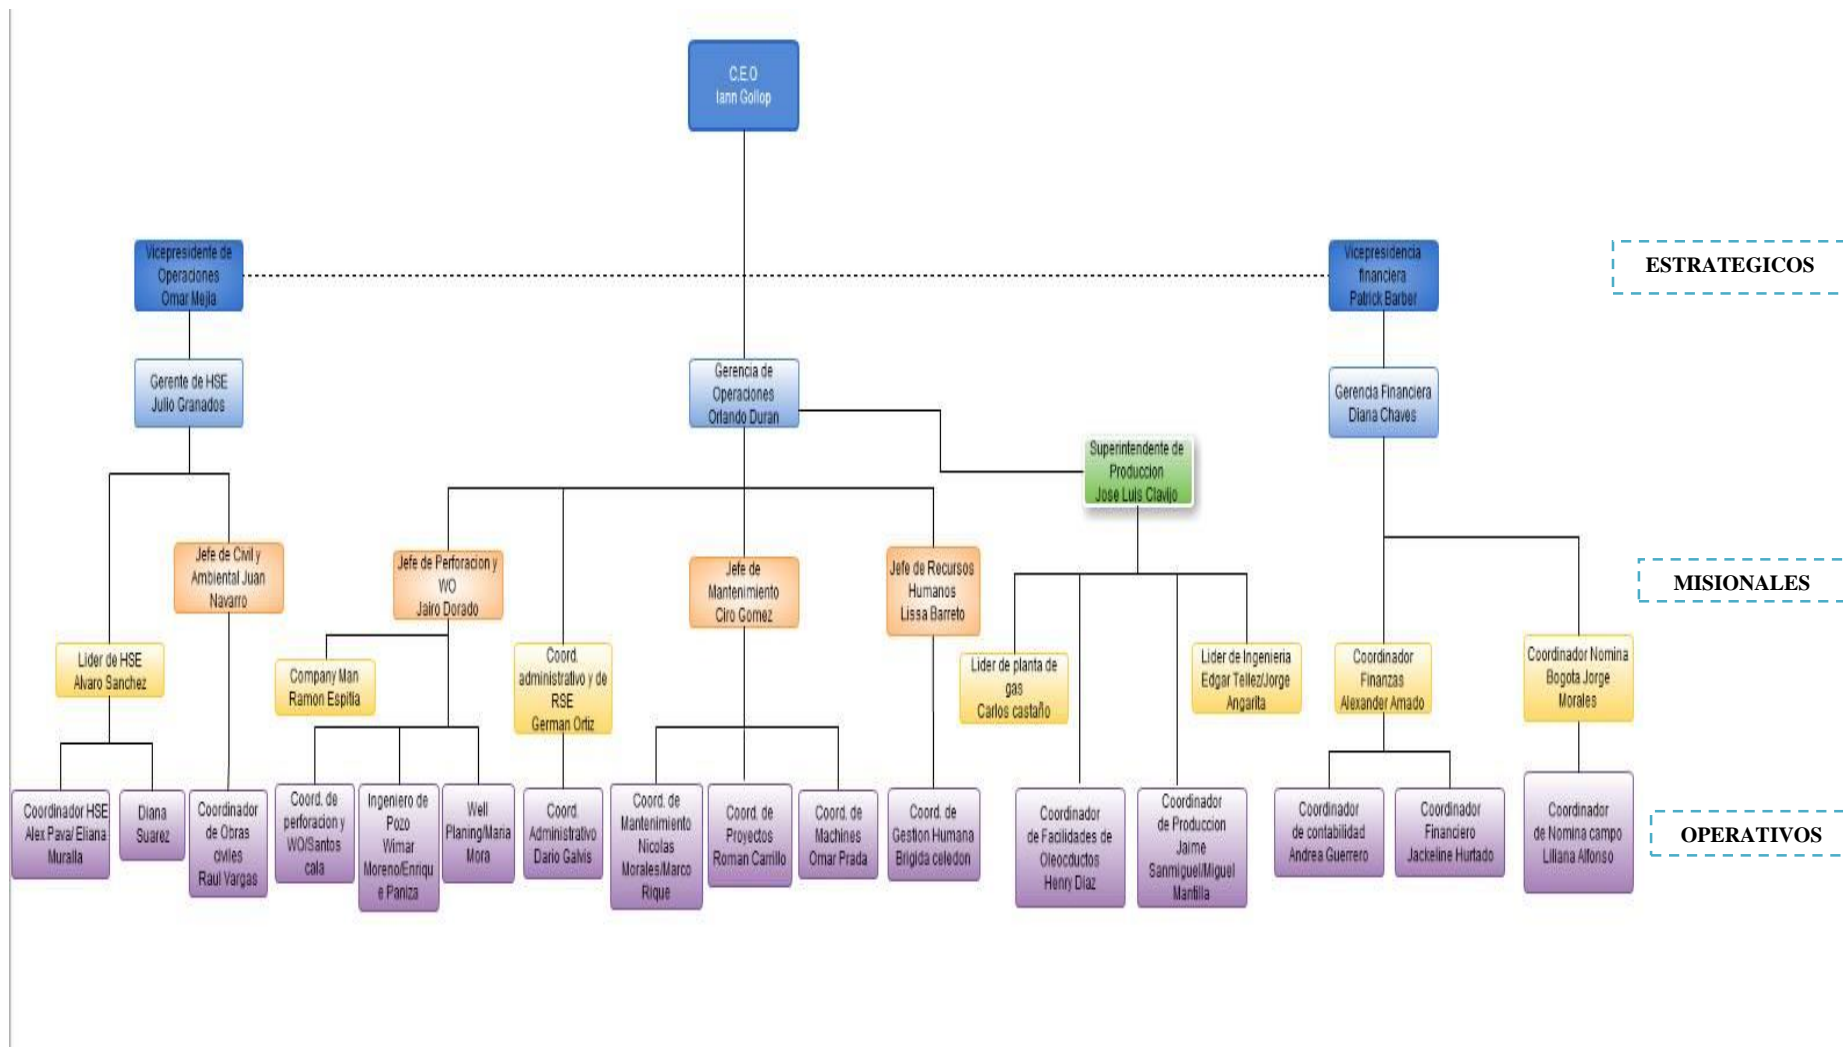 C.E.O
Iann Gollop
Vicepresidente de
Operaciones
Omar Mejia
Vicepresidencia
financiera
Patrick Barber
ESTRATEGICOS
Gerente de HSE
Julio Granados
Gerencia de
Operaciones
Orlando Duran
Gerencia Financiera
Diana Chaves
Superintendente de
Produccion
Jose Luis Clavijo
Jefe de Civil y
Ambiental Juan
Navarro
Jefe de Perforacion y
WO
Jairo Dorado
Jefe de
Mantenimiento
Ciro Gomez
Jefe de Recursos
Humanos
Lissa Barreto
MISIONALES
Lider de HSE
Alvaro Sanchez
Company Man
Ramon Espitia
Coord.
administrativo y de
RSE
German Ortiz
Lider de planta de
gas
Carlos castaño
Lider de Ingenieria
Edgar Tellez/Jorge
Angarita
Coordinador
Finanzas
Alexander Amado
Coordinador Nomina
Bogota Jorge
Morales
Coordinador HSE
Alex Pava/ Eliana
Muralla
Diana
Suarez
Coordinador
de Obras
civiles
Raul Vargas
Coord. de
perforacion y
WO/Santos
cala
Ingeniero de
Pozo
Wimar
Moreno/Enriqu
e Paniza
Well
Planing/Maria
Mora
Coord.
Administrativo
Dario Galvis
Coord. de
Mantenimiento
Nicolas
Morales/Marco
Rique
Coord. de
Proyectos
Roman Carrillo
Coord. de
Machines
Omar Prada
Coord. de
Gestion Humana
Brigida celedon
Coordinador
de Facilidades de
Oleocductos
Henry Diaz
Coordinador
de Produccion
Jaime
Sanmiguel/Miguel
Mantilla
Coordinador
de contabilidad
Andrea Guerrero
Coordinador
Financiero
Jackeline Hurtado
Coordinador
de Nomina campo
Liliana Alfonso
OPERATIVOS